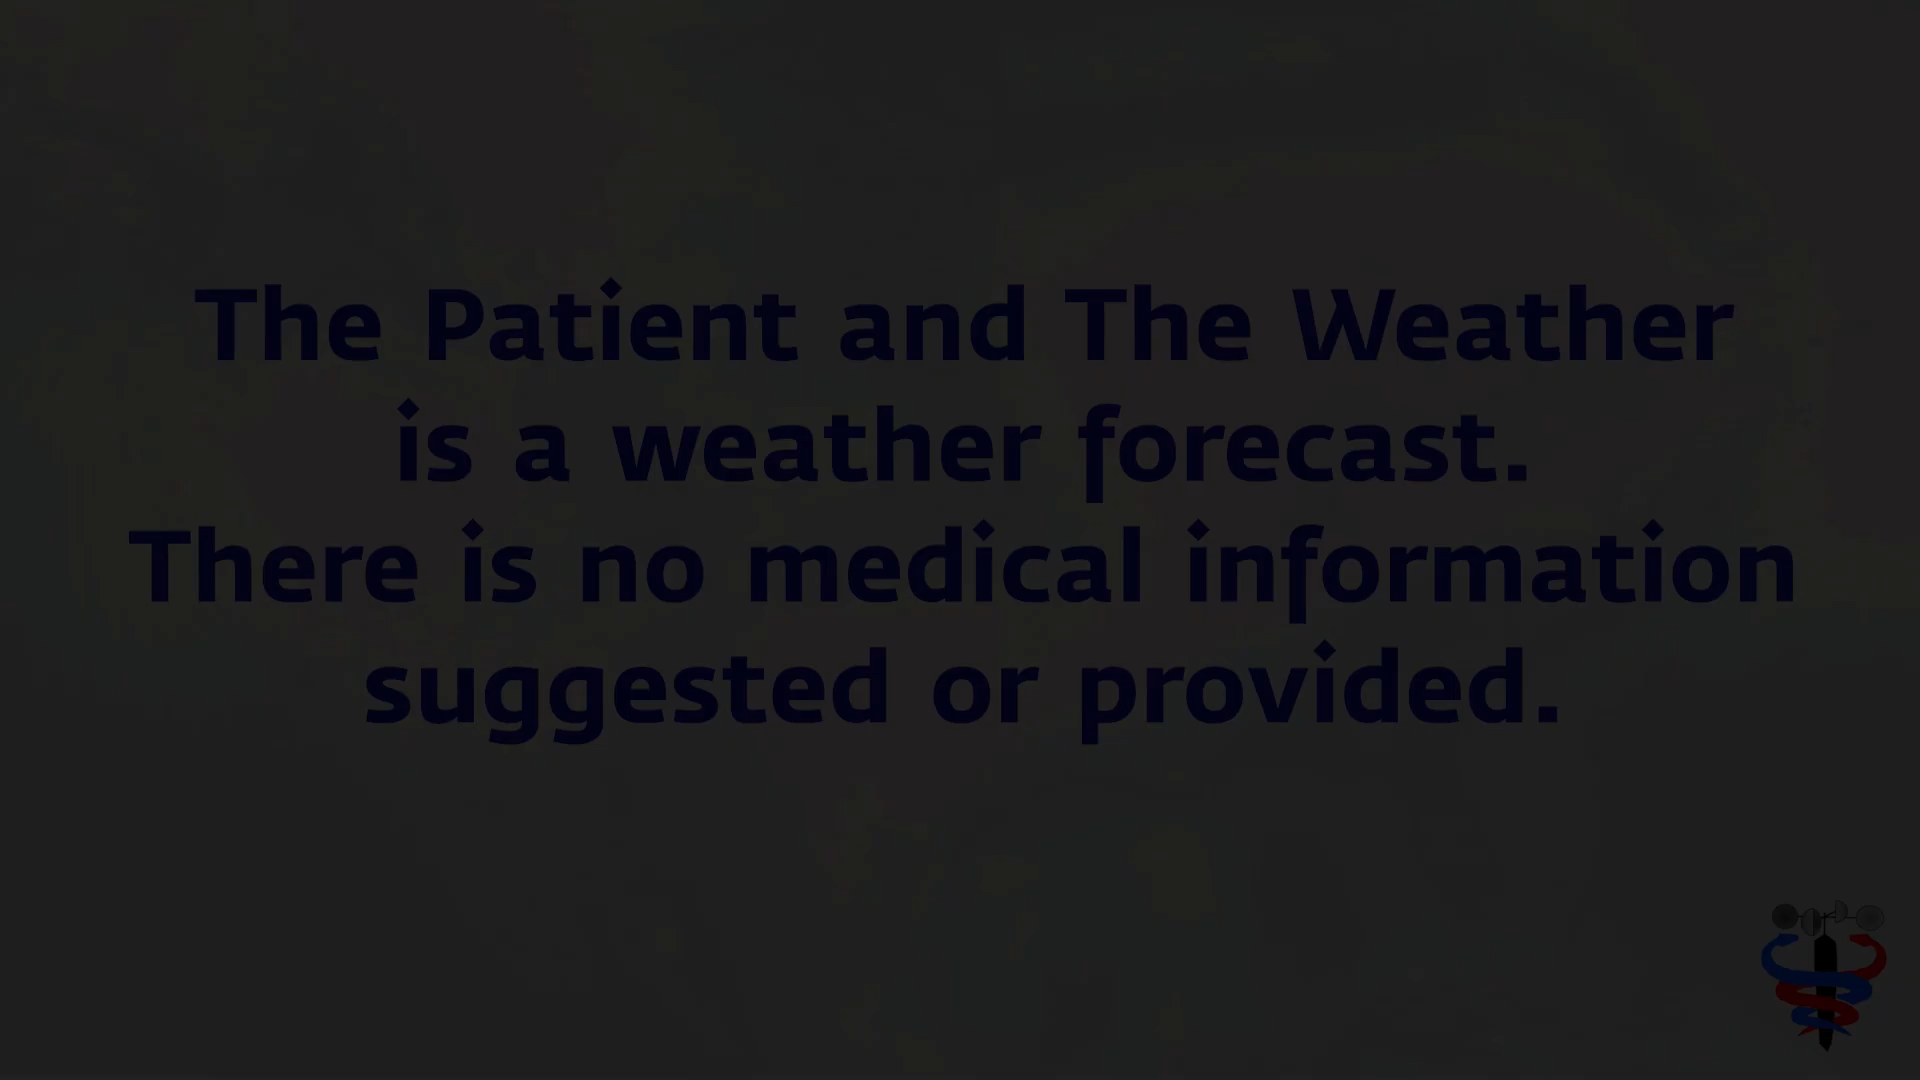 The Patient and The Weather
is a weather forecast.
There is no medical information
suggested or provided.